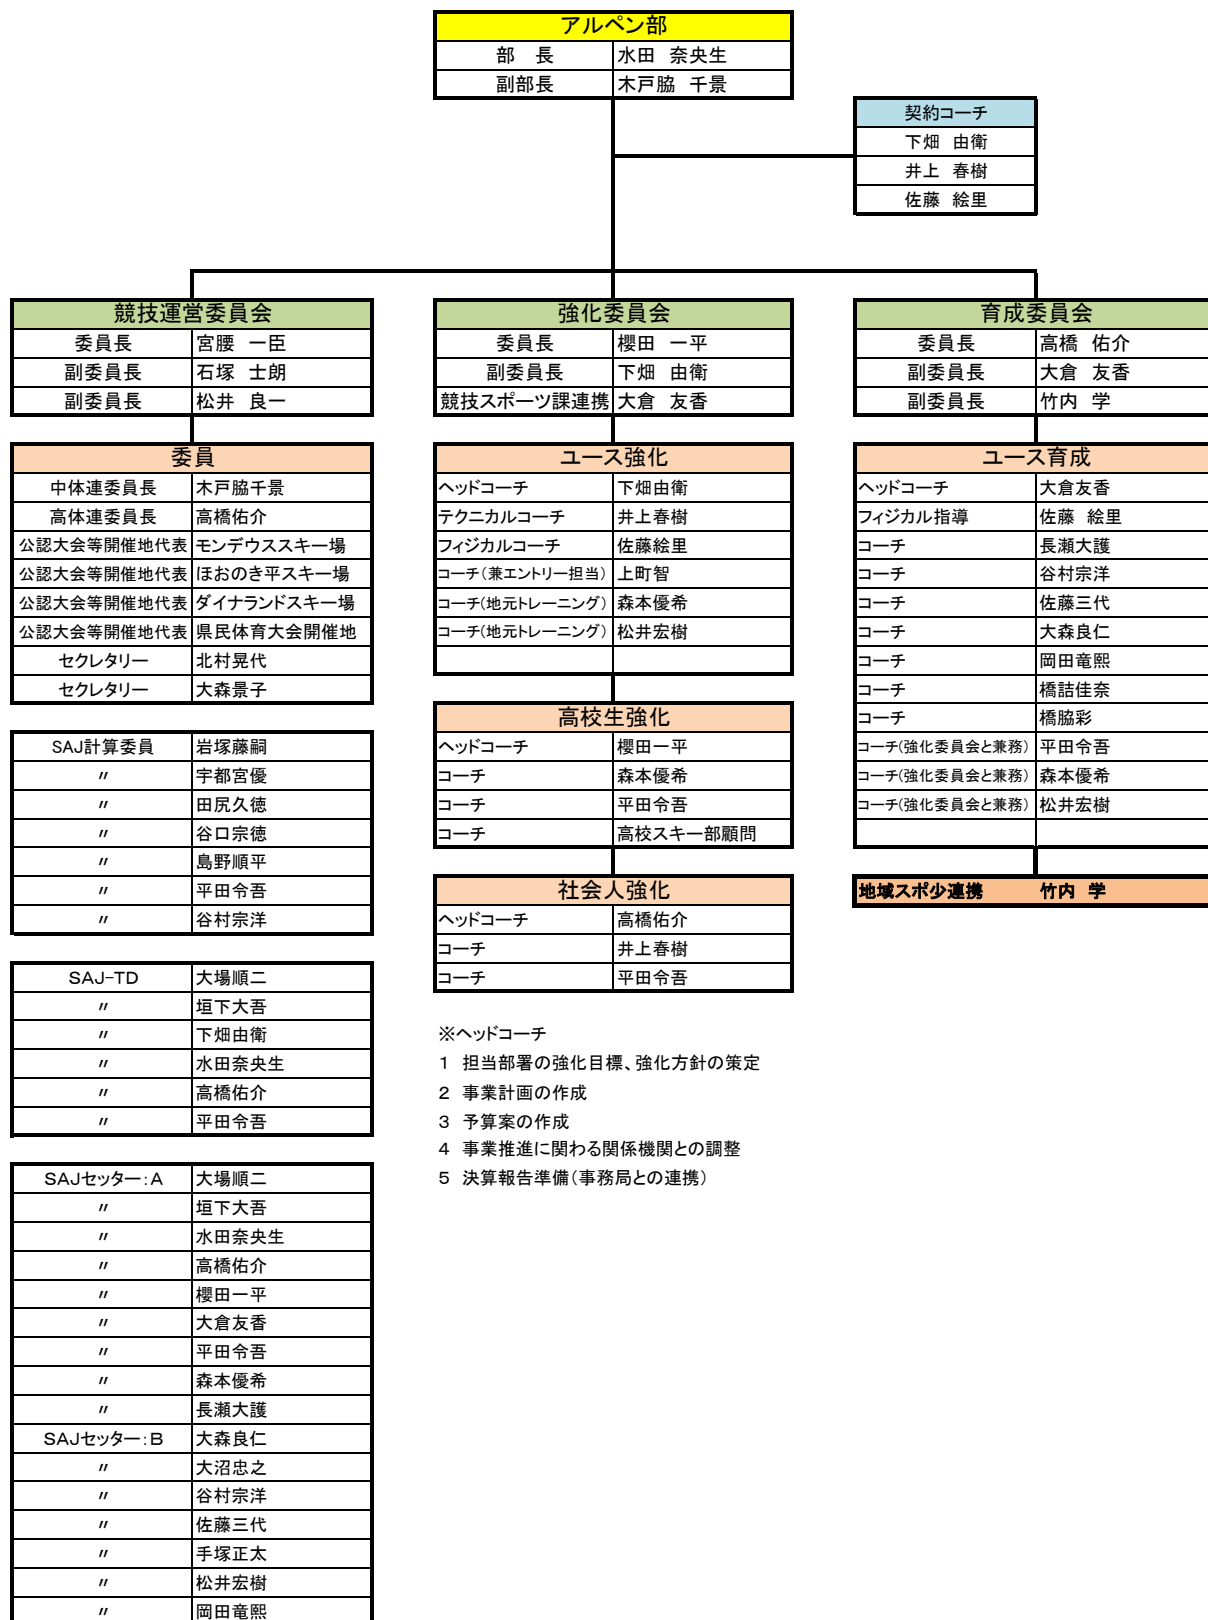 アルペン部
部　長 水田　奈央生
副部長 木戸脇　千景
契約コーチ
下畑　由衛
井上　春樹
佐藤　絵里
競技運営委員会
委員長 宮腰　一臣
副委員長 石塚　士朗
副委員長 松井　良一
委員
中体連委員長 木戸脇千景
高体連委員長 高橋佑介
公認大会等開催地代表 モンデウススキー場
公認大会等開催地代表 ほおのき平スキー場
公認大会等開催地代表 ダイナランドスキー場
公認大会等開催地代表 県民体育大会開催地
セクレタリー 北村晃代
セクレタリー 大森景子
SAJ計算委員 岩塚藤嗣
〃 宇都宮優
〃 田尻久徳
〃 谷口宗徳
〃 島野順平
〃 平田令吾
〃 谷村宗洋
SAJ-TD 大場順二
〃 垣下大吾
〃 下畑由衛
〃 水田奈央生
〃 高橋佑介
〃 平田令吾
SAJセッター:A 大場順二
〃 垣下大吾
〃 水田奈央生
〃 高橋佑介
〃 櫻田一平
〃 大倉友香
〃 平田令吾
〃 森本優希
〃 長瀬大護
SAJセッター:B 大森良仁
〃 大沼忠之
〃 谷村宗洋
〃 佐藤三代
〃 手塚正太
〃 松井宏樹
〃 岡田竜熙
強化委員会
委員長 櫻田　一平
副委員長 下畑　由衛
競技スポーツ課連携 大倉　友香
ユース強化
ヘッドコーチ 下畑由衛
テクニカルコーチ 井上春樹
フィジカルコーチ 佐藤絵里
コーチ(兼エントリー担当) 上町智
コーチ(地元トレーニング) 森本優希
コーチ(地元トレーニング) 松井宏樹
高校生強化
ヘッドコーチ 櫻田一平
コーチ 森本優希
コーチ 平田令吾
コーチ 高校スキー部顧問
社会人強化
ヘッドコーチ 高橋佑介
コーチ 井上春樹
コーチ 平田令吾
※ヘッドコーチ
1　担当部署の強化目標、強化方針の策定
2　事業計画の作成
3　予算案の作成
4　事業推進に関わる関係機関との調整
5　決算報告準備(事務局との連携)
育成委員会
委員長 高橋　佑介
副委員長 大倉　友香
副委員長 竹内　学
ユース育成
ヘッドコーチ 大倉友香
フィジカル指導 佐藤　絵里
コーチ 長瀬大護
コーチ 谷村宗洋
コーチ 佐藤三代
コーチ 大森良仁
コーチ 岡田竜熙
コーチ 橋詰佳奈
コーチ 橋脇彩
コーチ(強化委員会と兼務) 平田令吾
コーチ(強化委員会と兼務) 森本優希
コーチ(強化委員会と兼務) 松井宏樹
地域スポ少連携 竹内　学